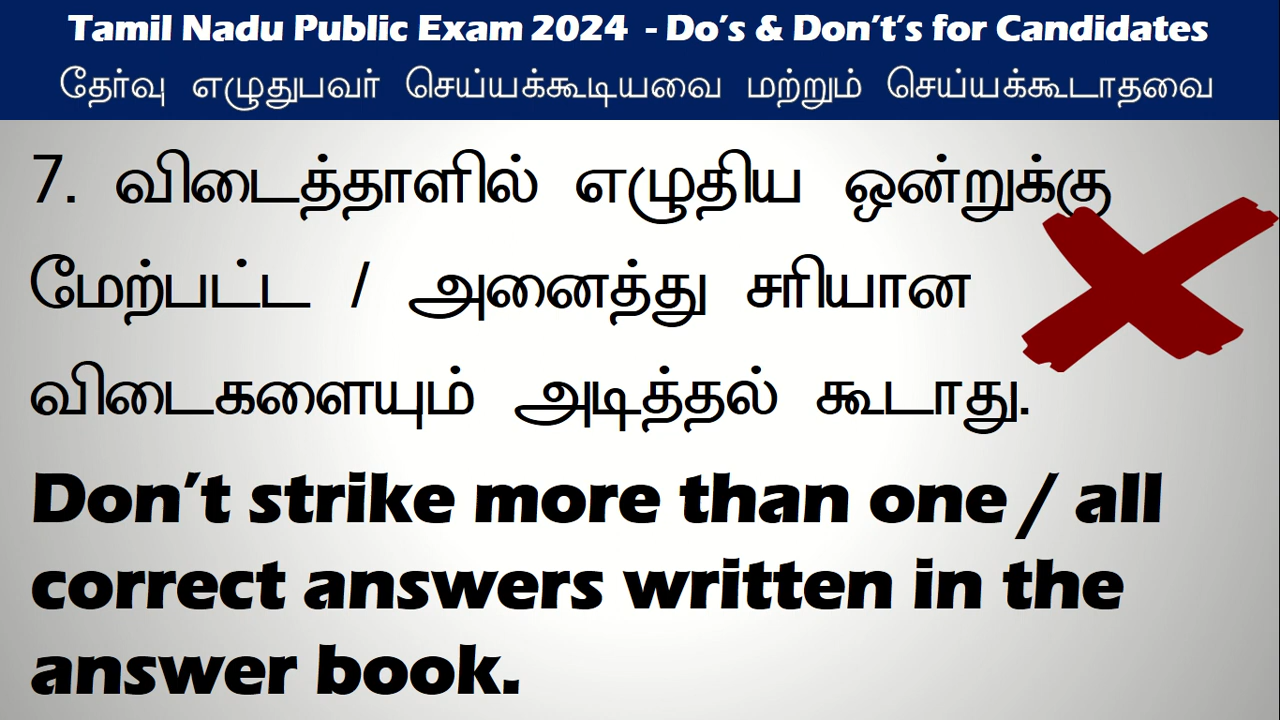 Tamil Nadu Public Exam 2024 - Do's & Don't's for Candidates
தேர்வு எழுதுபவர் செய்யக்கூடியவை மற்றும் செய்யக்கூடாதவை
7. விடைத்தாளில் எழுதிய ஒன்றுக்கு
மேற்பட்ட / அனைத்து சரியான
விடைகளையும் அடித்தல் கூடாது.
Don't strike more than one / all
correct answers written in the
answer book.